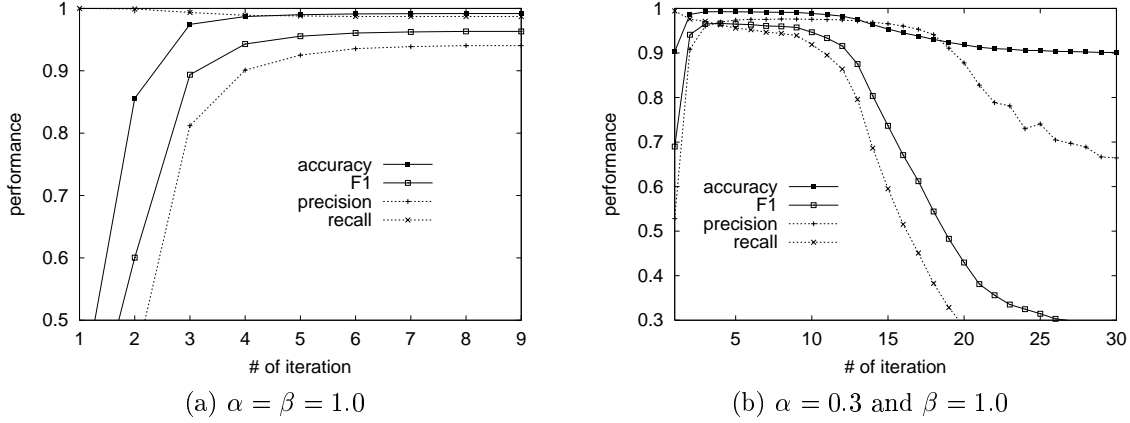 1
0.9
0.8
0.7
0.6
0.5
performance
accuracy
F1
precision
recall
1 2 3 4 5 6 7 8 9
# of iteration
(a) α = β = 1.0
1
0.9
0.8
0.7
0.6
0.5
0.4
0.3
performance
accuracy
F1
precision
recall
5 10 15 20 25 30
# of iteration
(b) α = 0.3 and β = 1.0